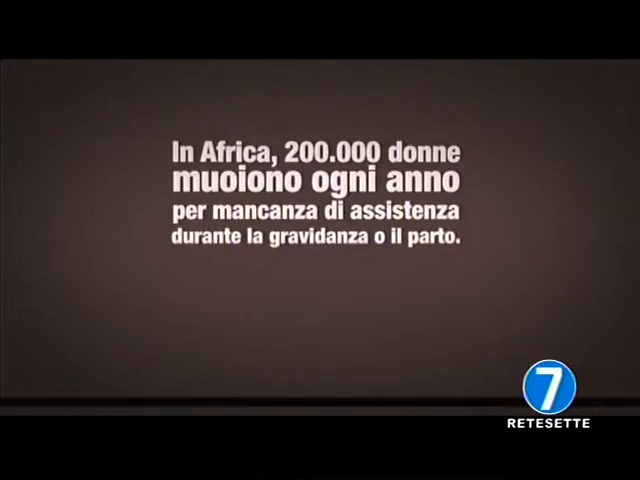 In Africa, 200.000 donne
muoiono ogni anno
per mancanza di assistenza
durante la gravidanza o il parto.
7
RETESETTE